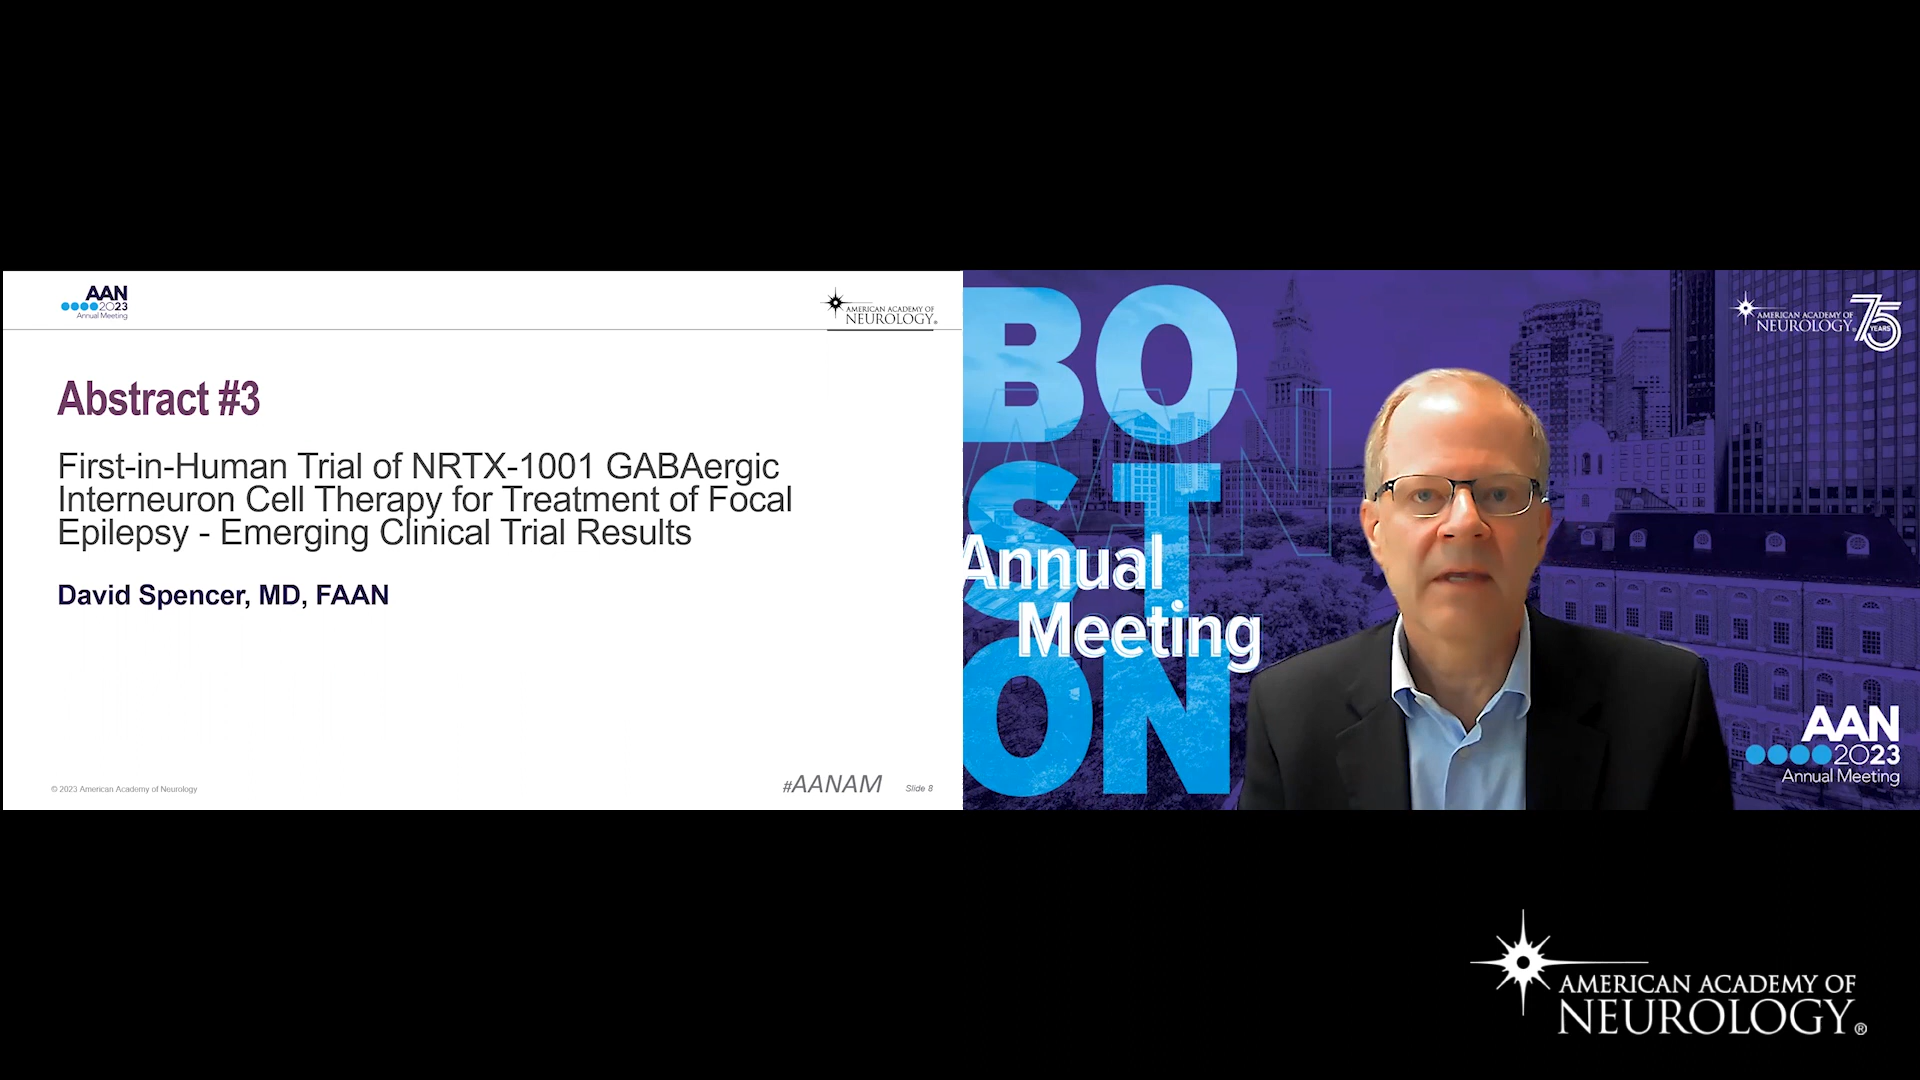 AAN
2023
Annual Meeting
AMERICAN ACADEMY OF
NEUROLOGY®
Abstract #3
First-in-Human Trial of NRTX-1001 GABAergic
Interneuron Cell Therapy for Treatment of Focal
Epilepsy - Emerging Clinical Trial Results
David Spencer, MD, FAAN
© 2023 American Academy of Neurology
#AANAM
Slide 8
BO
ST
ON
AAN
Annual
Meeting
AMERICAN ACADEMY OF
NEUROLOGY®
75
YEARS
AAN
2023
Annual Meeting
AMERICAN ACADEMY OF
NEUROLOGY®